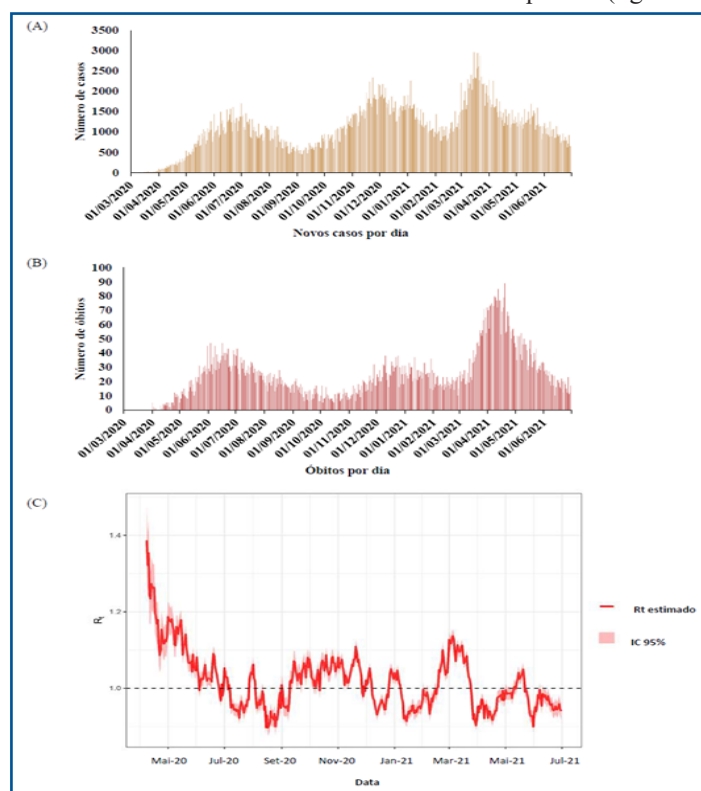 (A)
3500
3000
2500
2000
1500
1000
500
0
Número de casos
01/03/2020
01/04/2020
01/05/2020
01/06/2020
01/07/2020
01/08/2020
01/09/2020
01/10/2020
01/11/2020
01/12/2020
01/01/2021
01/02/2021
01/03/2021
01/04/2021
01/05/2021
01/06/2021
Novos casos por dia
(B)
100
90
80
70
60
50
40
30
20
10
0
Número de óbitos
01/03/2020
01/04/2020
01/05/2020
01/06/2020
01/07/2020
01/08/2020
01/09/2020
01/10/2020
01/11/2020
01/12/2020
01/01/2021
01/02/2021
01/03/2021
01/04/2021
01/05/2021
01/06/2021
Óbitos por dia
(C)
1.4
1.2
1.0
Rt
Mai-20
Jul-20
Set-20
Nov-20
Jan-21
Mar-21
Mai-21
Jul-21
Data
Rt estimado
IC 95%